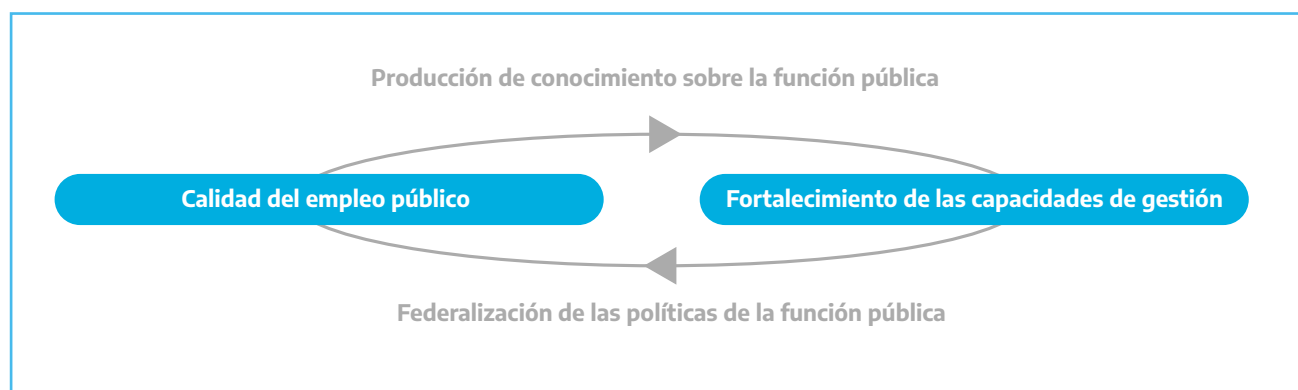 Producción de conocimiento sobre la función pública
Calidad del empleo público
Fortalecimiento de las capacidades de gestión
Federalización de las políticas de la función pública